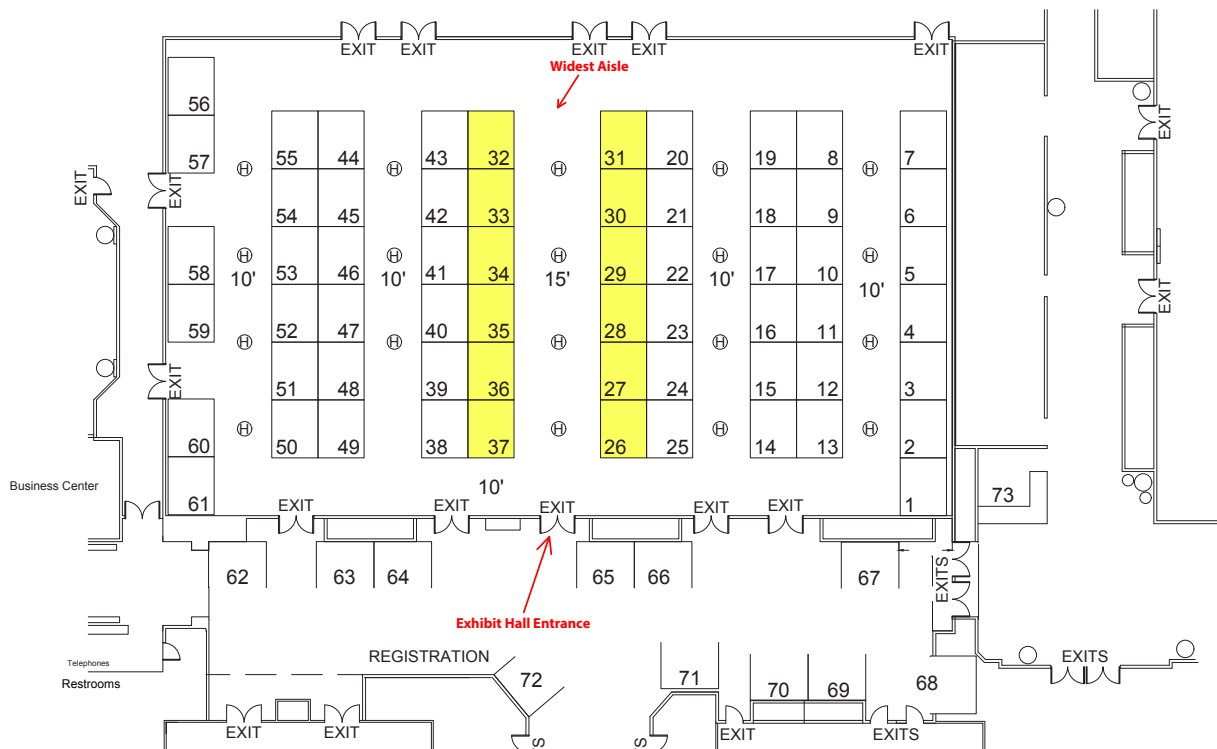 EXIT EXIT EXIT EXIT EXIT
Widest Aisle
56
57
55 44 43 32 31 20 19 8 7
H H H H H
EXIT EXIT EXIT
54 45 42 33 30 21 18 9 6
H H H H H
58 10' 53 46 10' 41 34 15' 29 22 10' 17 10 10' 5
EXIT
59 52 47 40 35 28 23 16 11 4
H H H H H
EXIT
51 48 39 36 27 24 15 12 3
H H H H H
60 50 49 38 37 26 25 14 13 2
Business Center
10'
61 1 73
EXIT EXIT EXIT EXIT EXIT
62 63 64 65 66 67
EXITS
Exhibit Hall Entrance
Telephones
Restrooms
REGISTRATION
EXITS
72 71 70 69 68
EXIT EXIT EXIT EXITS